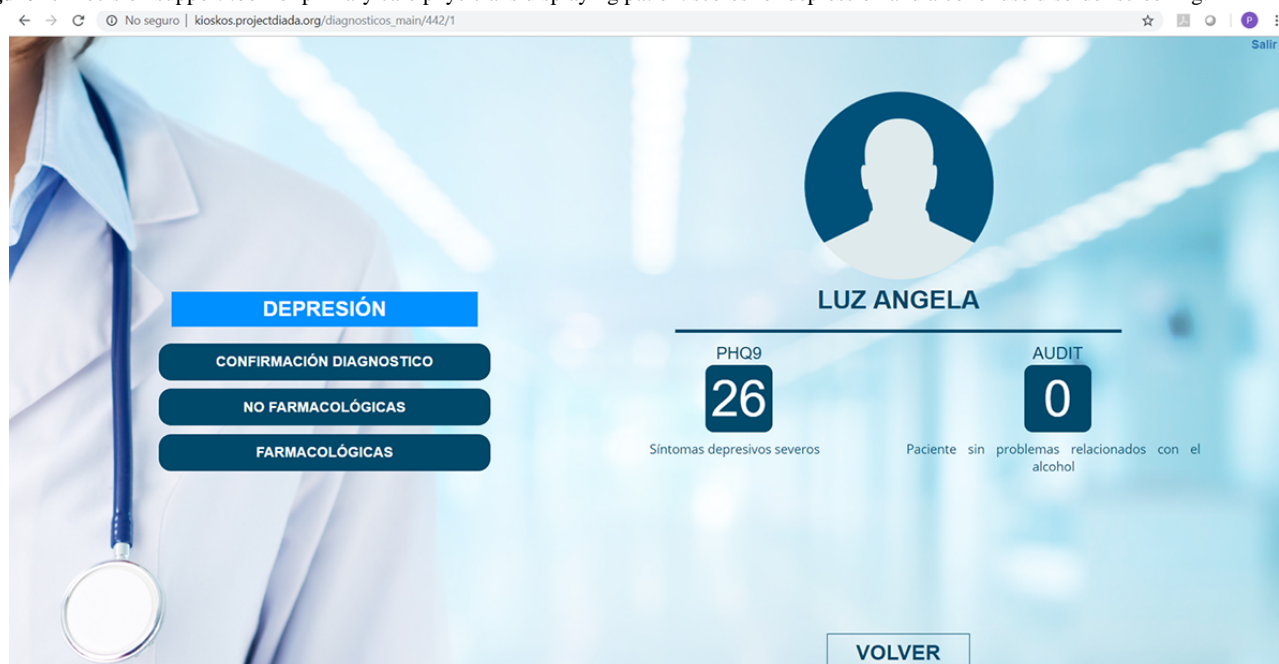 No seguro | kioskos.projectdiada.org/diagnosticos_main/442/1
P
Salir
DEPRESIÓN
CONFIRMACIÓN DIAGNOSTICO
NO FARMACOLÓGICAS
FARMACOLÓGICAS
LUZ ANGELA
PHQ9
26
Síntomas depresivos severos
AUDIT
0
Paciente sin problemas relacionados con el
alcohol
VOLVER